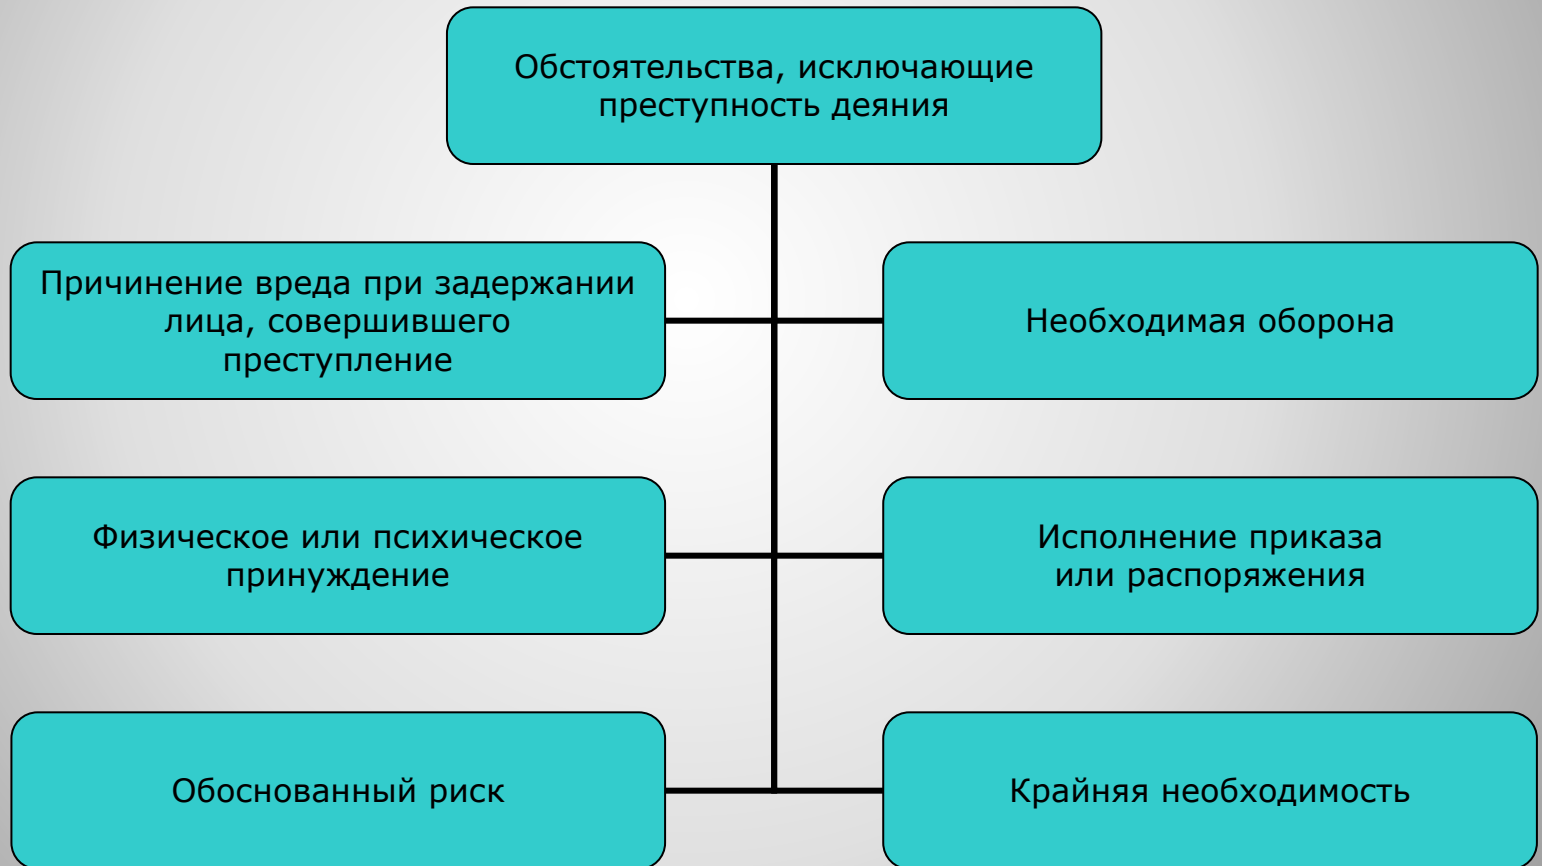 Обстоятельства, исключающие
преступность деяния
Причинение вреда при задержании
лица, совершившего
преступление
Необходимая оборона
Физическое или психическое
принуждение
Исполнение приказа
или распоряжения
Обоснованный риск
Крайняя необходимость